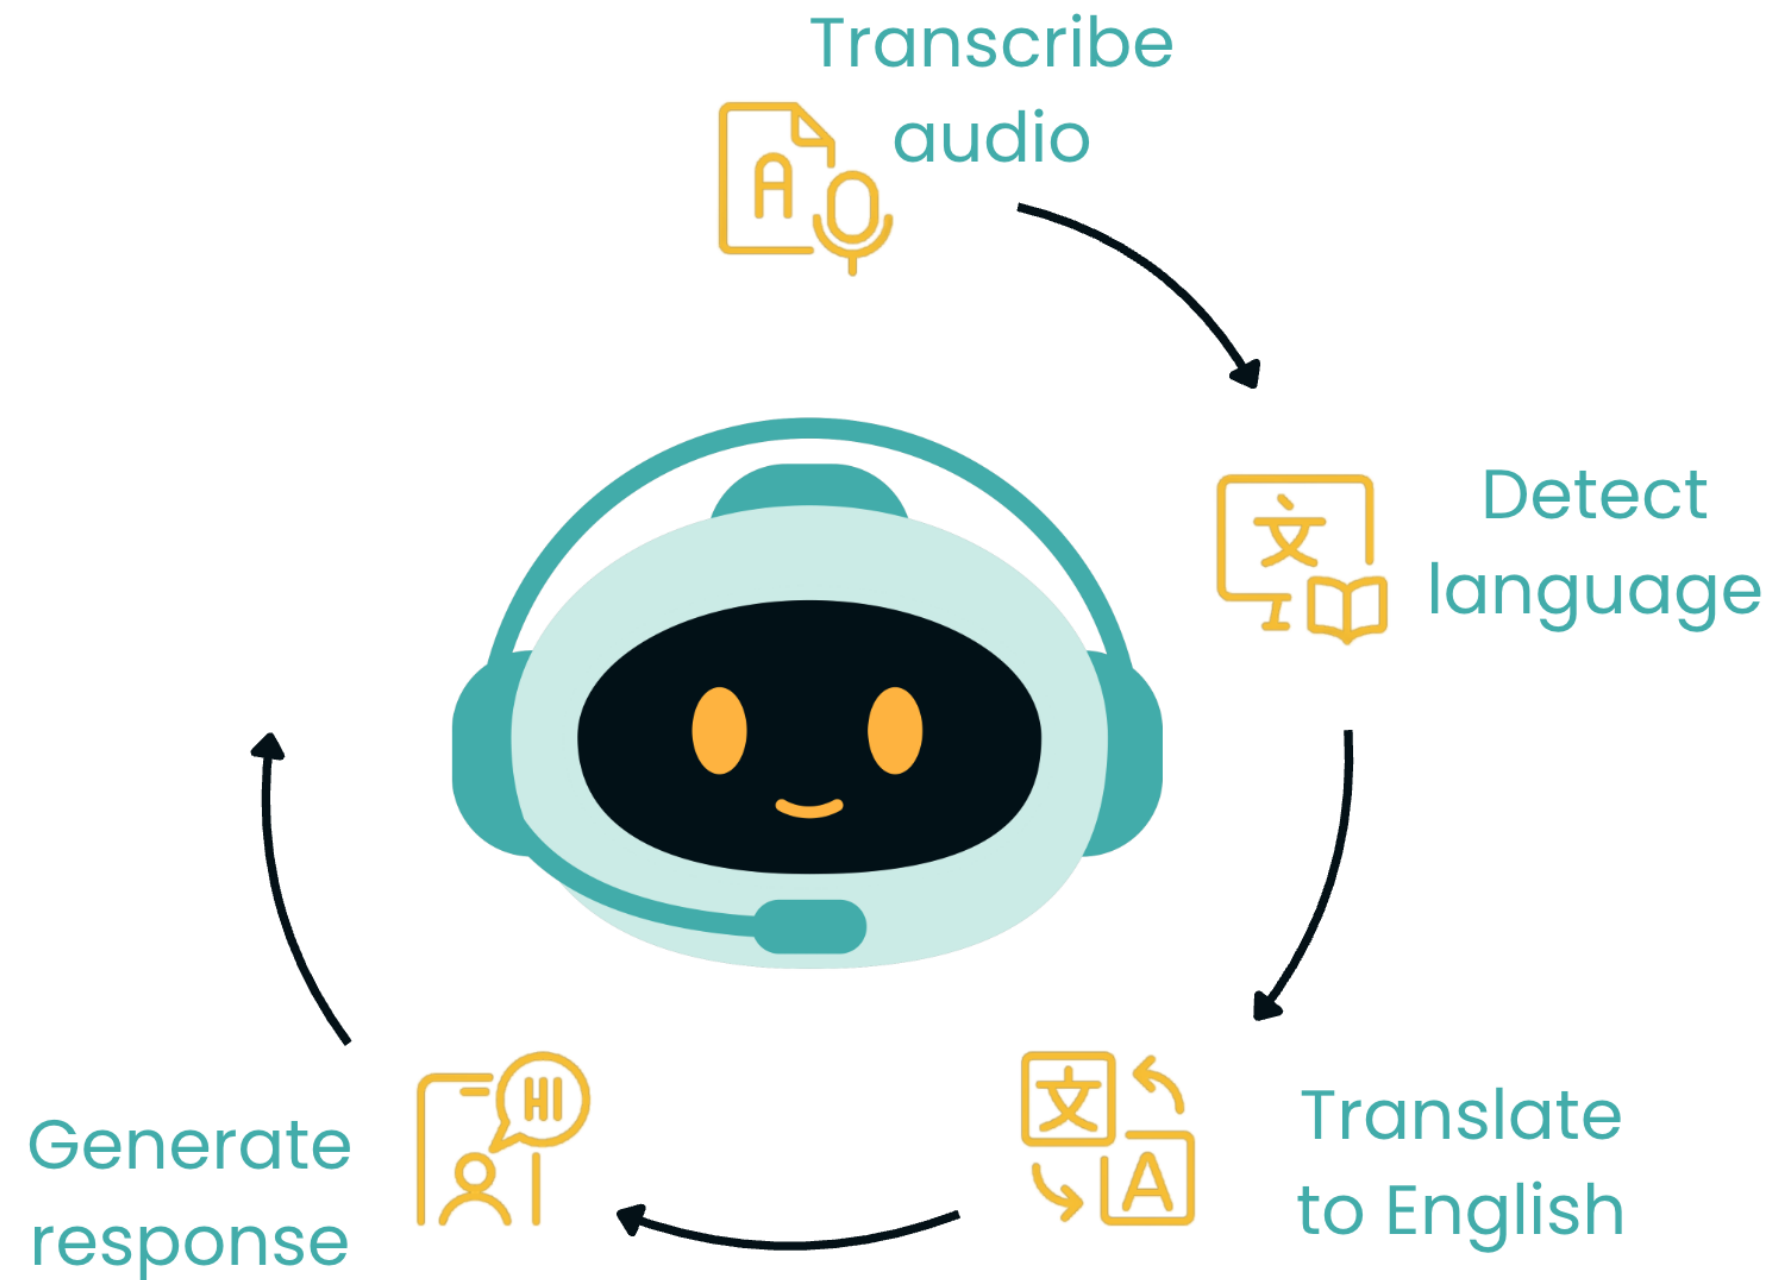 Transcribe
audio
A
文
Detect
language
文
A
Translate
to English
HI
Generate
response